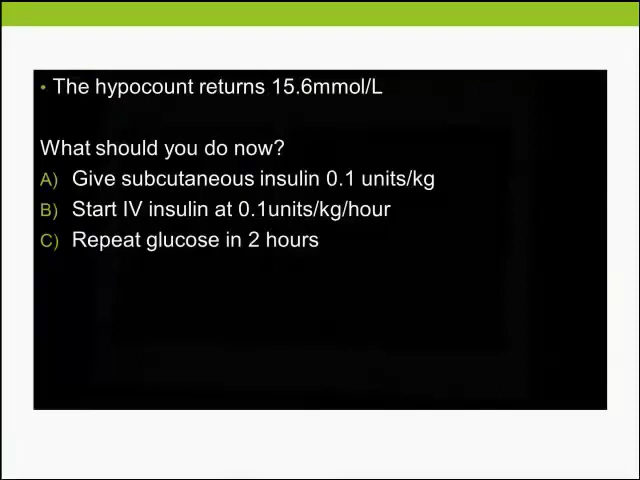 • The hypocount returns 15.6mmol/L
What should you do now?
A) Give subcutaneous insulin 0.1 units/kg
B) Start IV insulin at 0.1units/kg/hour
C) Repeat glucose in 2 hours